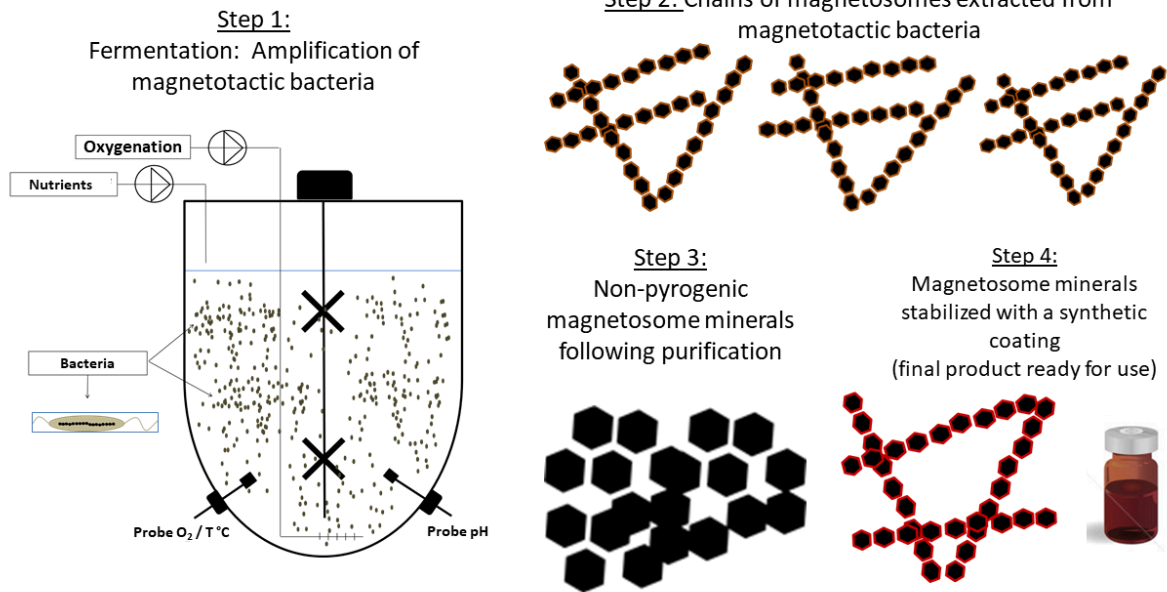 Step 1:
Fermentation: Amplification of
magnetotactic bacteria
Oxygenation
Nutrients
Bacteria
Probe O₂ / T °C
Probe pH
Step 2: Chains of magnetosomes extracted from
magnetotactic bacteria
Step 3:
Non-pyrogenic
magnetosome minerals
following purification
Step 4:
Magnetosome minerals
stabilized with a synthetic
coating
(final product ready for use)